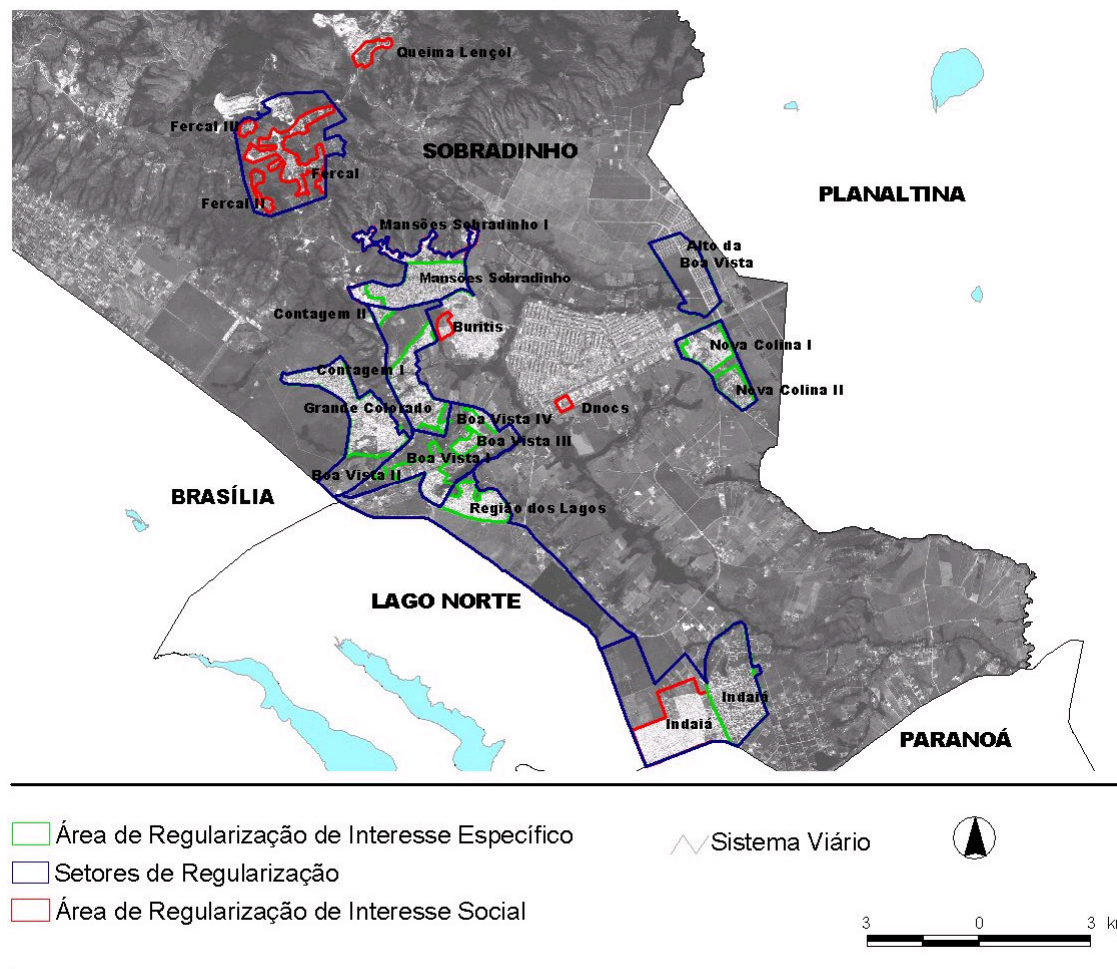 Queima Lençol
Fercal III
SOBRADINHO
Fercal
PLANALTINA
Fercal II
Mansões Sobradinho I
Alto da
Boa Vista
Mansões Sobradinho
Contagem II
Buritis
Nova Colina I
Contagem I
Nova Colina II
Grande Colorado
Dnocs
Boa Vista IV
Boa Vista III
Boa Vista I
Boa Vista II
BRASÍLIA
Região dos Lagos
LAGO NORTE
Indaiá
Indaiá
PARANOÁ
Área de Regularização de Interesse Específico
Sistema Viário
Setores de Regularização
Área de Regularização de Interesse Social
3 0 3